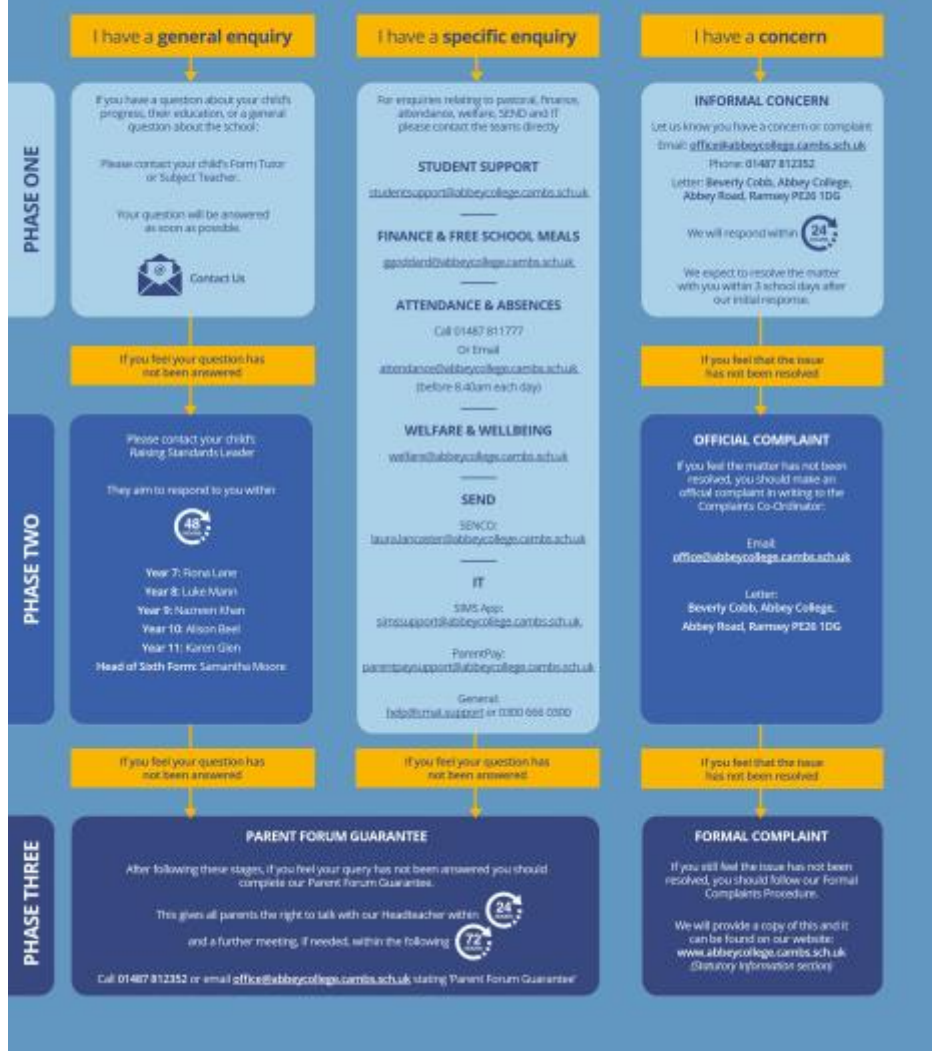 I have a general enquiry
I have a specific enquiry
I have a concern
PHASE ONE
If you have a question about your child's
progress, their education, or a general
question about the school:
Please contact your child's Form Tutor
or Subject Teacher.
Your question will be answered
as soon as possible.
Contact Us
If you feel your question has
not been answered
PHASE TWO
Please contact your child's
Raising Standards Leader
They aim to respond to you within
48
Year 7: Fiona Lane
Year 8: Luke Mann
Year 9: Nazreen Khan
Year 10: Alison Beel
Year 11: Karen Glen
Head of Sixth Form: Samantha Moore
If you feel your question has
not been answered
For enquiries relating to pastoral, finance,
attendance, welfare, SEND and IT
please contact the teams directly
STUDENT SUPPORT
studentsupport@abbeycollege.cambs.sch.uk
FINANCE & FREE SCHOOL MEALS
ggoddard@abbeycollege.cambs.sch.uk
ATTENDANCE & ABSENCES
Call 01487 811777
Or Email
attendance@abbeycollege.cambs.sch.uk
(before 8.40am each day)
WELFARE & WELLBEING
welfare@abbeycollege.cambs.sch.uk
SEND
SENCO:
laura.lancaster@abbeycollege.cambs.sch.uk
IT
SIMS App:
simssupport@abbeycollege.cambs.sch.uk
ParentPay:
parentpaysupport@abbeycollege.cambs.sch.uk
General:
help@tmat.support or 0300 666 0300
If you feel your question has
not been answered
INFORMAL CONCERN
Let us know you have a concern or complaint
Email: office@abbeycollege.cambs.sch.uk
Phone: 01487 812352
Letter: Beverly Cobb, Abbey College,
Abbey Road, Ramsey PE26 1DG
We will respond within 24
We expect to resolve the matter
with you within 3 school days after
our initial response.
If you feel that the issue
has not been resolved
OFFICIAL COMPLAINT
If you feel the matter has not been
resolved, you should make an
official complaint in writing to the
Complaints Co-Ordinator:
Email:
office@abbeycollege.cambs.sch.uk
Letter:
Beverly Cobb, Abbey College,
Abbey Road, Ramsey PE26 1DG
If you feel that the issue
has not been resolved
PHASE THREE
PARENT FORUM GUARANTEE
After following these stages, if you feel your query has not been answered you should
complete our Parent Forum Guarantee.
This gives all parents the right to talk with our Headteacher within 24
and a further meeting, if needed, within the following 72
Call 01487 812352 or email office@abbeycollege.cambs.sch.uk stating 'Parent Forum Guarantee'
FORMAL COMPLAINT
If you still feel the issue has not been
resolved, you should follow our Formal
Complaints Procedure.
We will provide a copy of this and it
can be found on our website:
www.abbeycollege.cambs.sch.uk
(Statutory Information section)